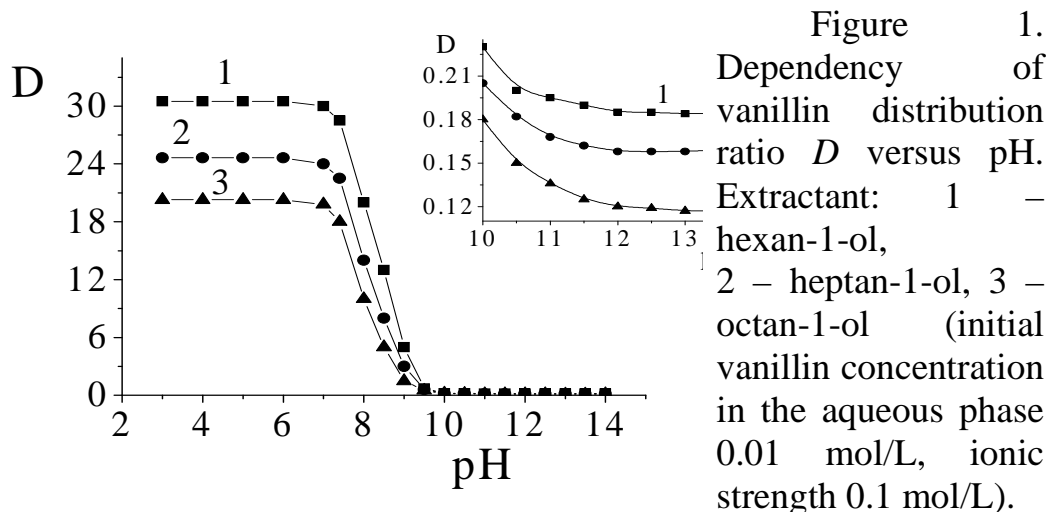 D
30
24
18
12
6
0
1
2
3
2 4 6 8 10 12 14
pH
D
0.21
0.18
0.15
0.12
1
10 11 12 13
Figure 1.
Dependency of
vanillin distribution
ratio D versus pH.
Extractant: 1 –
hexan-1-ol,
2 – heptan-1-ol, 3 –
octan-1-ol (initial
vanillin concentration
in the aqueous phase
0.01 mol/L, ionic
strength 0.1 mol/L).